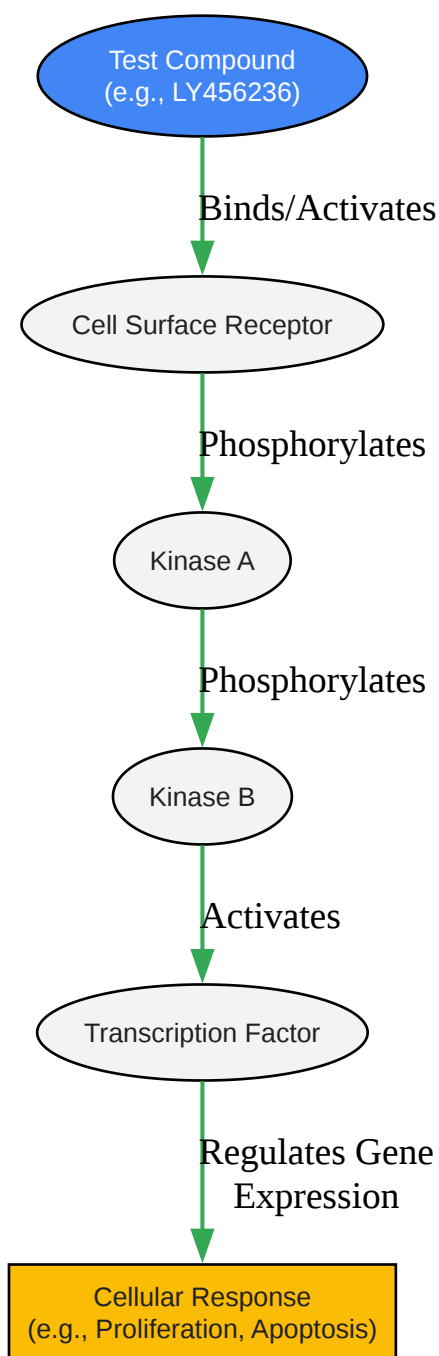 Test Compound
(e.g., LY456236)
Binds/Activates
Cell Surface Receptor
Phosphorylates
Kinase A
Phosphorylates
Kinase B
Activates
Transcription Factor
Regulates Gene
Expression
Cellular Response
(e.g., Proliferation, Apoptosis)